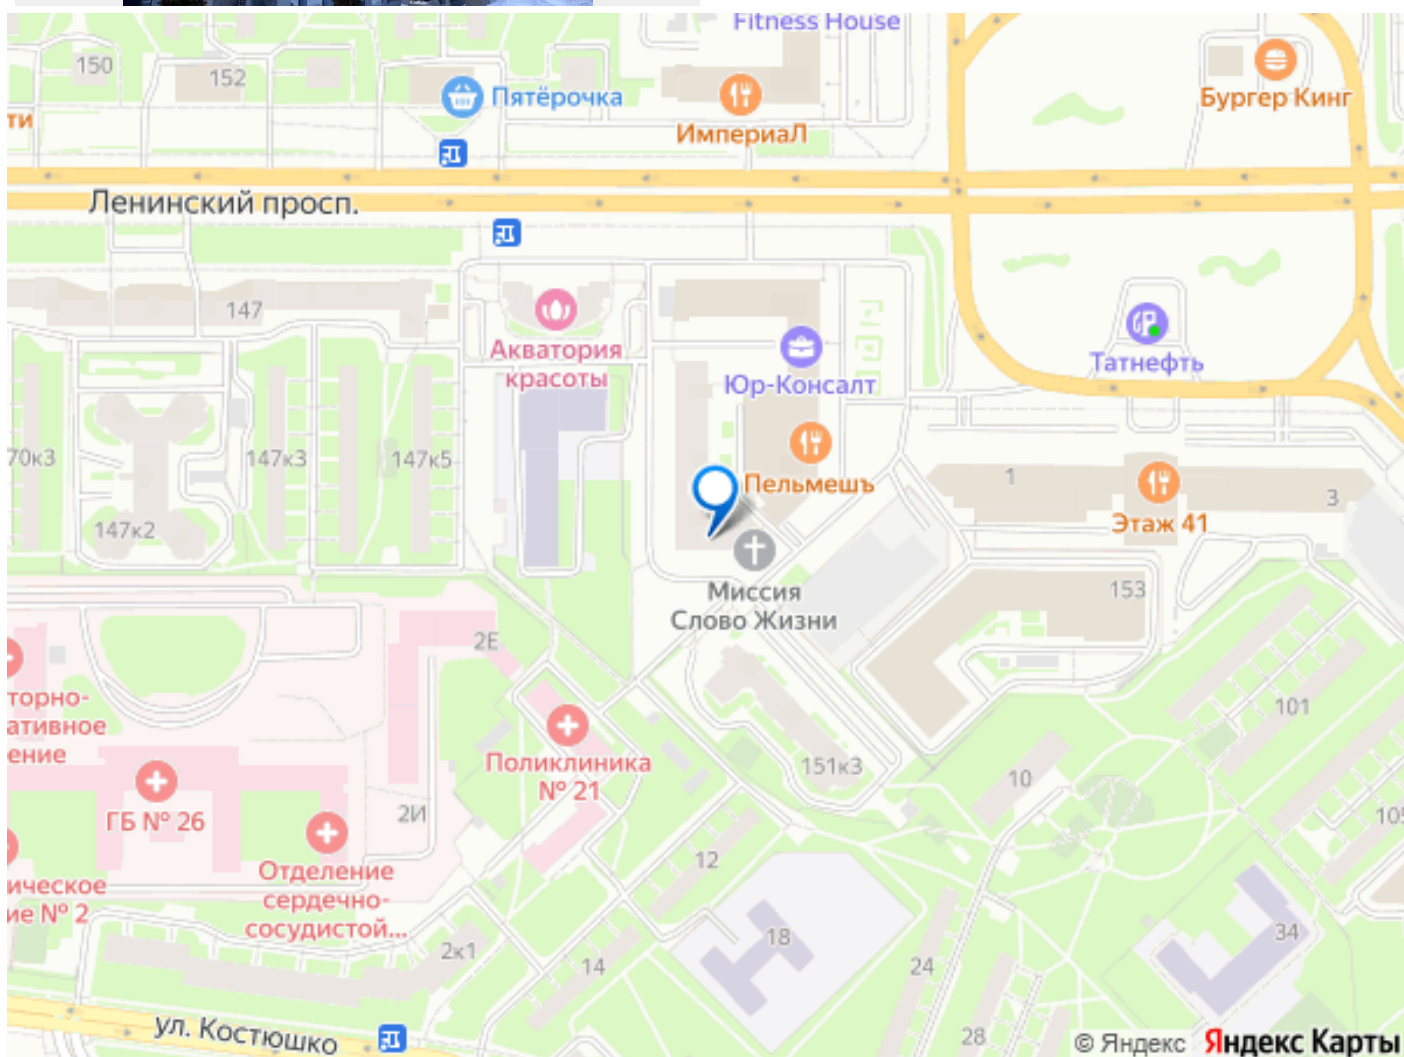 Fitness House
150
152
Пятёрочка
Бургер Кинг
ти
ИмпериаЛ
Ленинский просп.
147
Акватория
красоты
Юр-Консалт
Татнефть
70к3
147к3
147к5
Пельмешъ
1
3
Этаж 41
147к2
Миссия
Слово Жизни
153
2Е
торно-
ативное
ение
101
Поликлиника
№ 21
151к3
10
ГБ № 26
2И
105
12
Отделение
сердечно-
сосудистой...
ическое
ие № 2
18
34
2к1
14
24
ул. Костюшко
28
© Яндекс Яндекс Карты